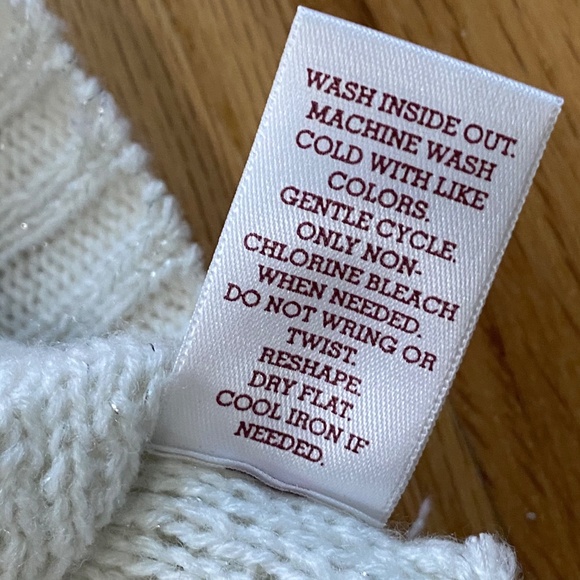 WASH INSIDE OUT.
MACHINE WASH
COLD WITH LIKE
COLORS.
GENTLE CYCLE.
ONLY NON-
CHLORINE BLEACH
WHEN NEEDED.
DO NOT WRING OR
TWIST.
RESHAPE.
DRY FLAT.
COOL IRON IF
NEEDED.